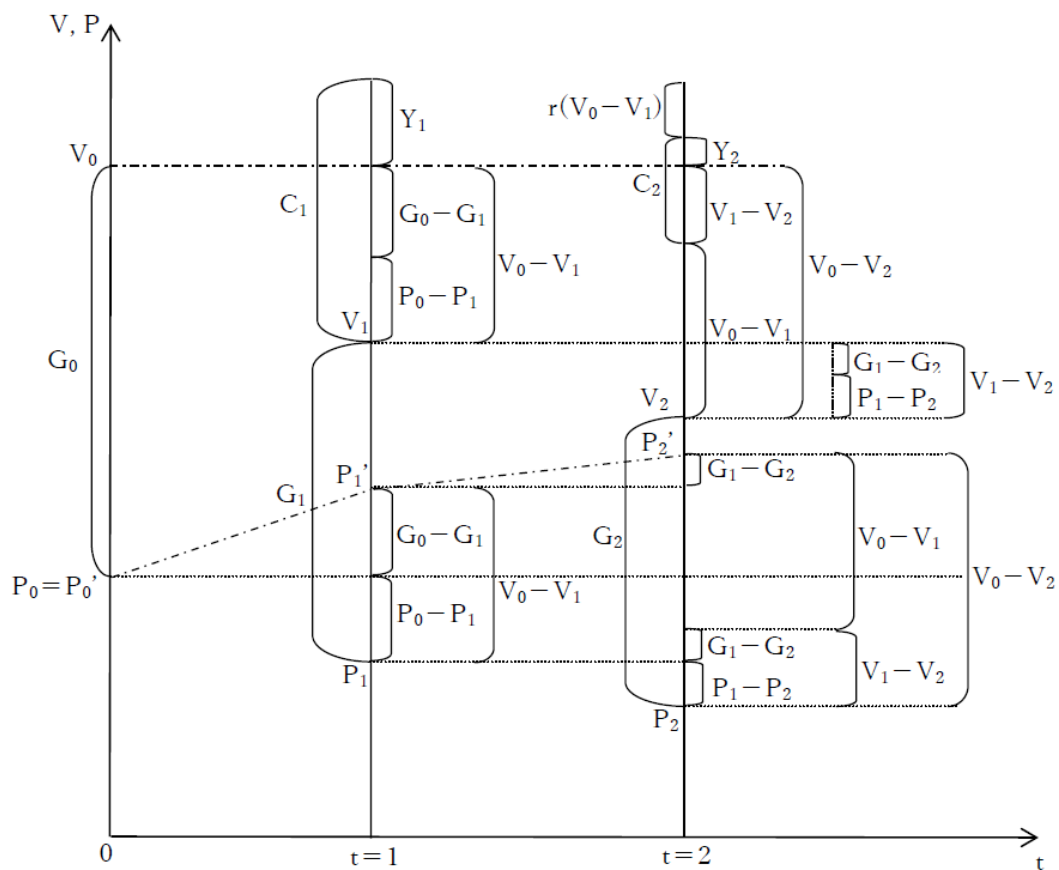 V, P
r(V₀−V₁)
Y₁
Y₂
V₀
C₁
C₂
G₀−G₁
V₁−V₂
V₀−V₁
V₀−V₂
P₀−P₁
V₁
V₀−V₁
G₀
G₁−G₂
V₁−V₂
P₁−P₂
V₂
P₂'
P₁'
G₁−G₂
G₁
G₀−G₁
G₂
V₀−V₁
P₀=P₀'
V₀−V₁
V₀−V₂
P₀−P₁
G₁−G₂
V₁−V₂
P₁
P₁−P₂
P₂
0
t=1
t=2
t